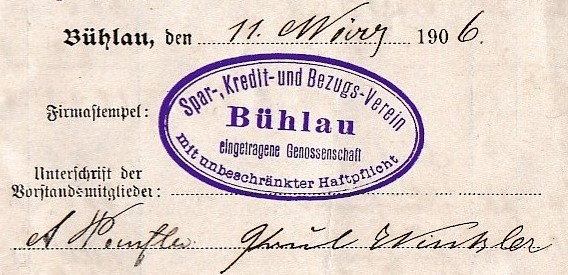 Bühlau, den 11. März 1906.
Spar-, Kredit- und Bezugs-Verein
Firmastempel: Bühlau
eingetragene Genossenschaft
mit unbeschränkter Haftpflicht
Unterschrift der
Vorstandsmitglieder:
A Winkler